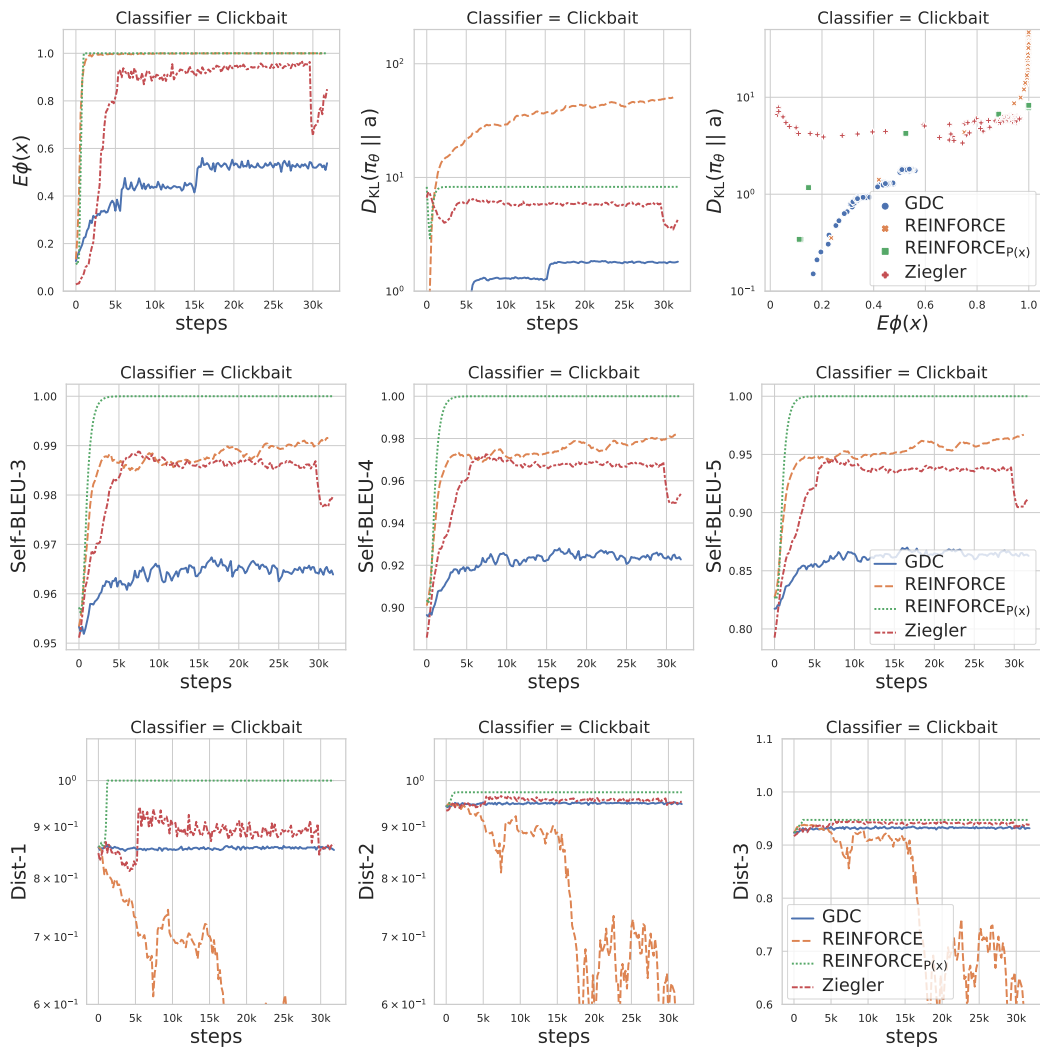 Classifier = Clickbait
Eϕ(x)
1.0
0.8
0.6
0.4
0.2
0.0
0 5k 10k 15k 20k 25k 30k
steps
Classifier = Clickbait
D_KL(π_θ || a)
10²
10¹
10⁰
0 5k 10k 15k 20k 25k 30k
steps
Classifier = Clickbait
D_KL(π_θ || a)
10¹
10⁰
10⁻¹
GDC
REINFORCE
REINFORCE_P(x)
Ziegler
0.0 0.2 0.4 0.6 0.8 1.0
Eϕ(x)
Classifier = Clickbait
Self-BLEU-3
1.00
0.99
0.98
0.97
0.96
0.95
0 5k 10k 15k 20k 25k 30k
steps
Classifier = Clickbait
Self-BLEU-4
1.00
0.98
0.96
0.94
0.92
0.90
0 5k 10k 15k 20k 25k 30k
steps
Classifier = Clickbait
Self-BLEU-5
1.00
0.95
0.90
0.85
0.80
GDC
REINFORCE
REINFORCE_P(x)
Ziegler
0 5k 10k 15k 20k 25k 30k
steps
Classifier = Clickbait
Dist-1
10⁰
9 × 10⁻¹
8 × 10⁻¹
7 × 10⁻¹
6 × 10⁻¹
0 5k 10k 15k 20k 25k 30k
steps
Classifier = Clickbait
Dist-2
10⁰
9 × 10⁻¹
8 × 10⁻¹
7 × 10⁻¹
6 × 10⁻¹
0 5k 10k 15k 20k 25k 30k
steps
Classifier = Clickbait
Dist-3
1.1
1.0
0.9
0.8
0.7
0.6
GDC
REINFORCE
REINFORCE_P(x)
Ziegler
0 5k 10k 15k 20k 25k 30k
steps